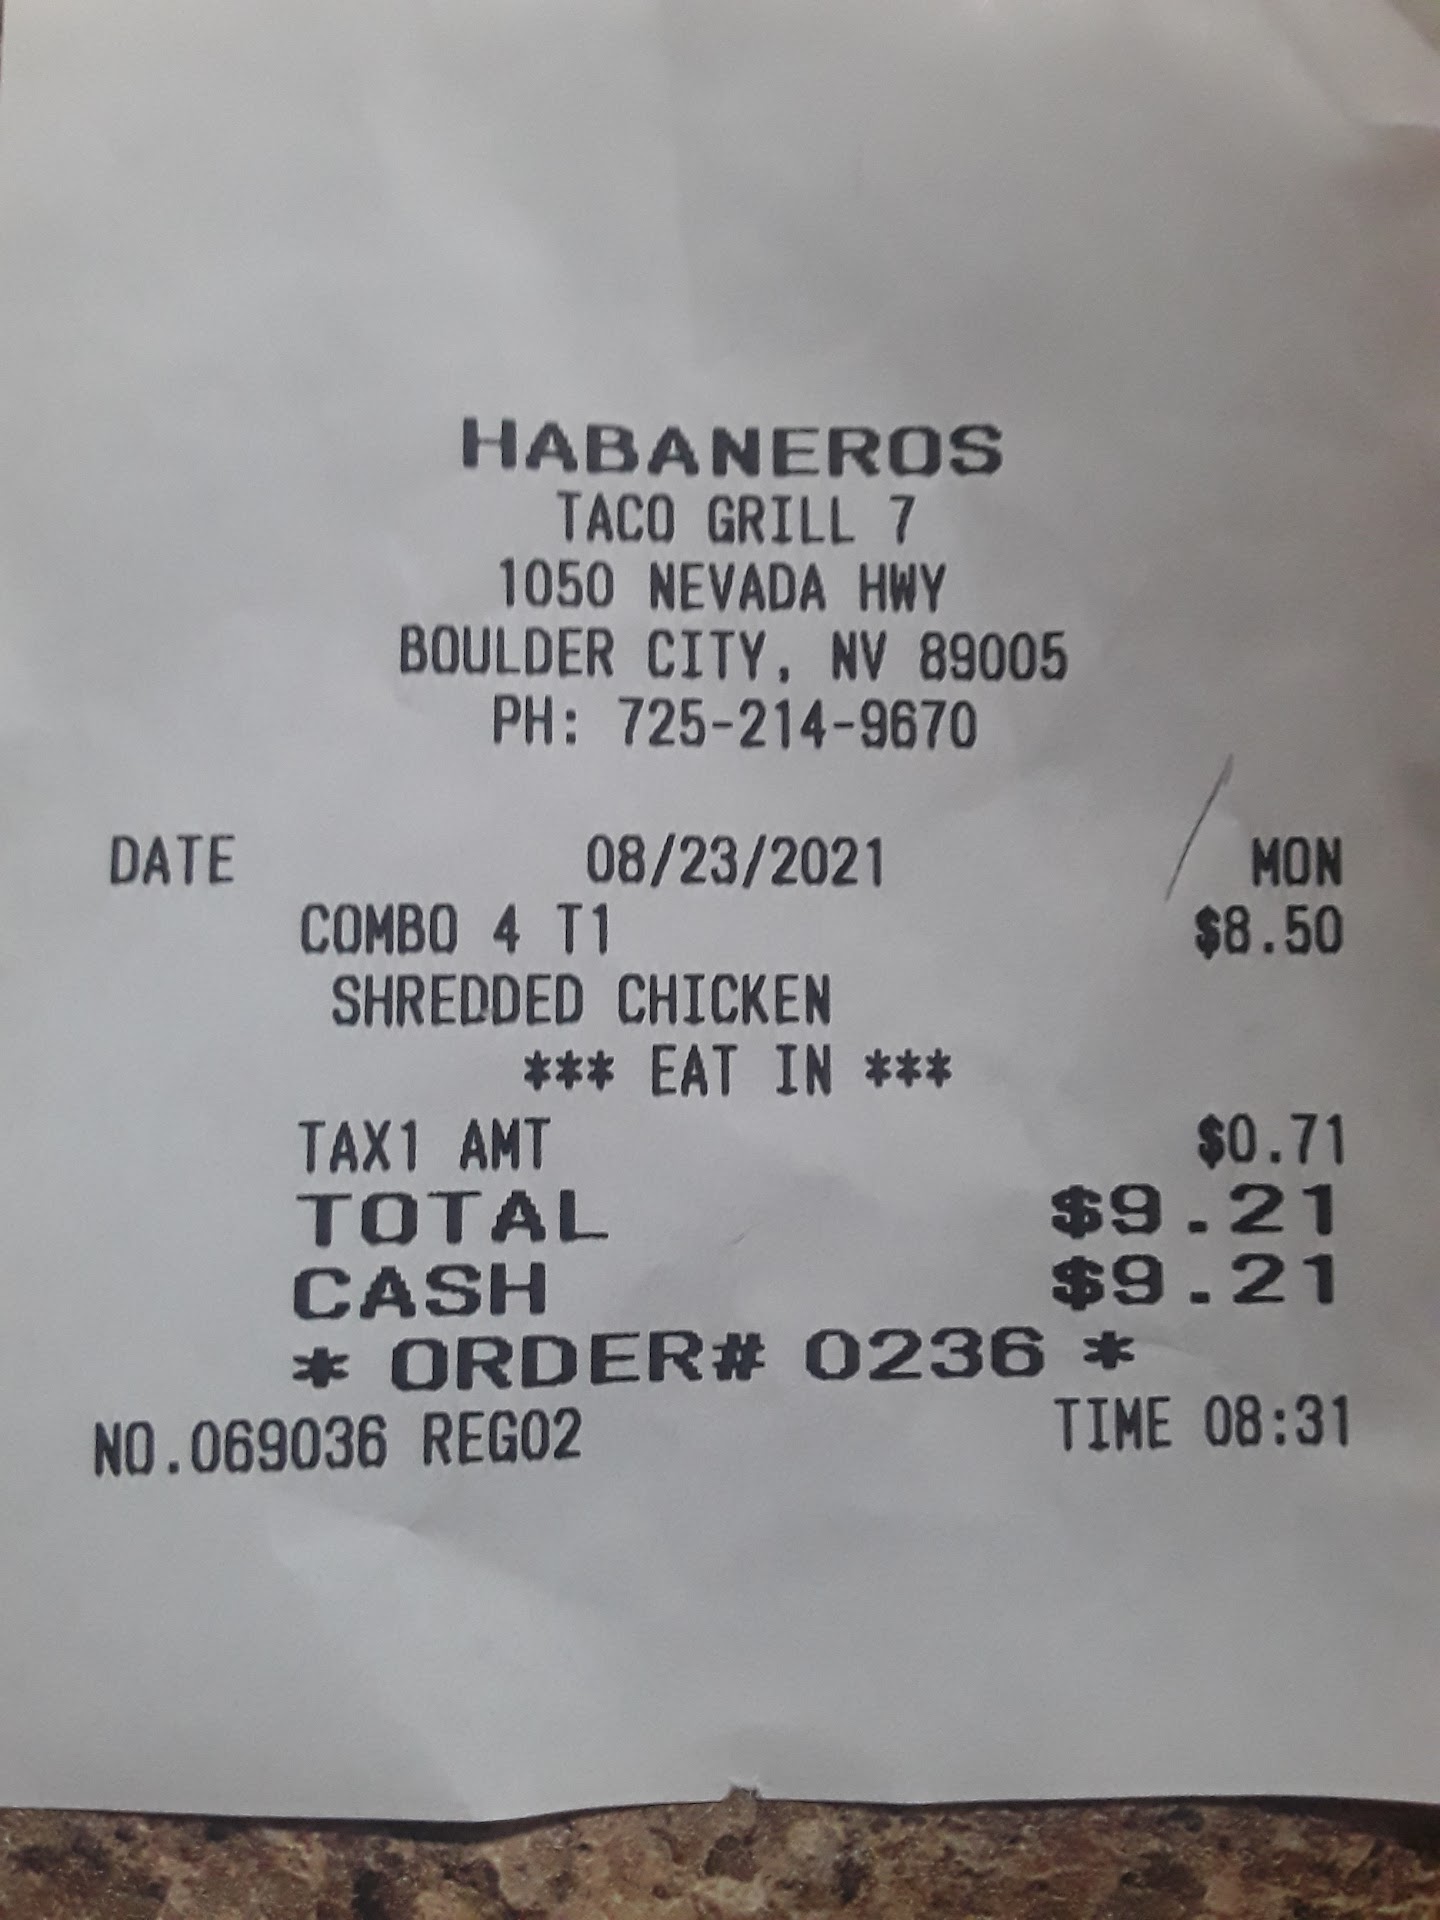 HABANEROS
TACO GRILL 7
1050 NEVADA HWY
BOULDER CITY, NV 89005
PH: 725-214-9670
DATE 08/23/2021 MON
COMBO 4 T1 $8.50
SHREDDED CHICKEN
*** EAT IN ***
TAX1 AMT $0.71
TOTAL $9.21
CASH $9.21
* ORDER# 0236 *
NO.069036 REG02 TIME 08:31